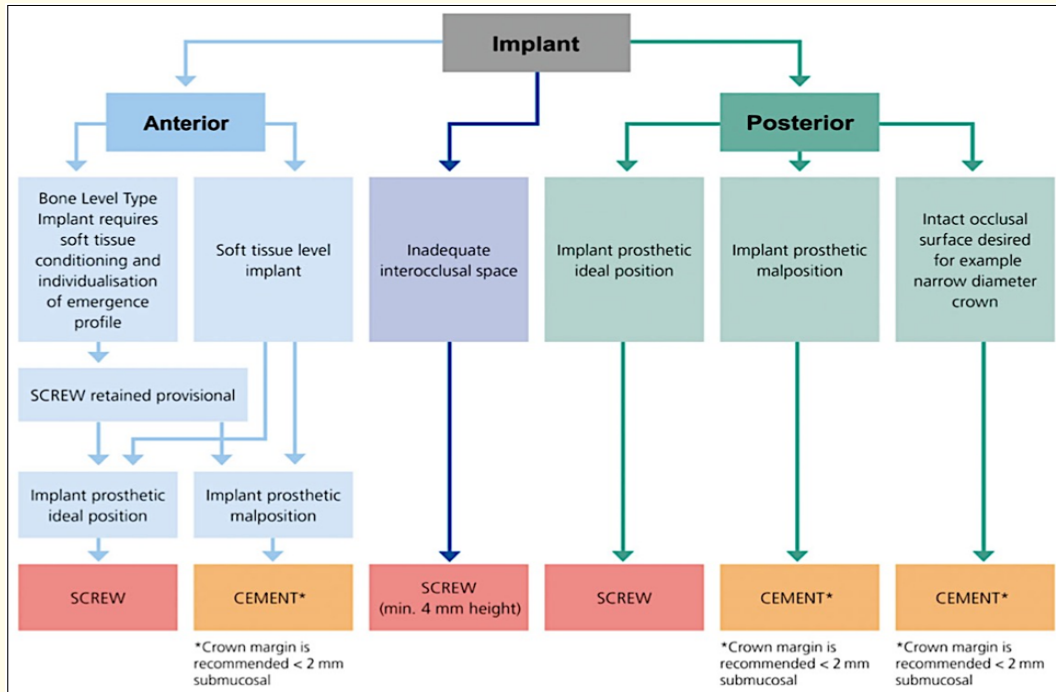 Implant
Anterior
Posterior
Bone Level Type
Implant requires
soft tissue
conditioning and
individualisation
of emergence
profile
Soft tissue level
implant
Inadequate
interocclusal space
Implant prosthetic
ideal position
Implant prosthetic
malposition
Intact occlusal
surface desired
for example
narrow diameter
crown
SCREW retained provisional
Implant prosthetic
ideal position
Implant prosthetic
malposition
SCREW
CEMENT*
SCREW
(min. 4 mm height)
SCREW
CEMENT*
CEMENT*
*Crown margin is
recommended < 2 mm
submucosal
*Crown margin is
recommended < 2 mm
submucosal
*Crown margin is
recommended < 2 mm
submucosal